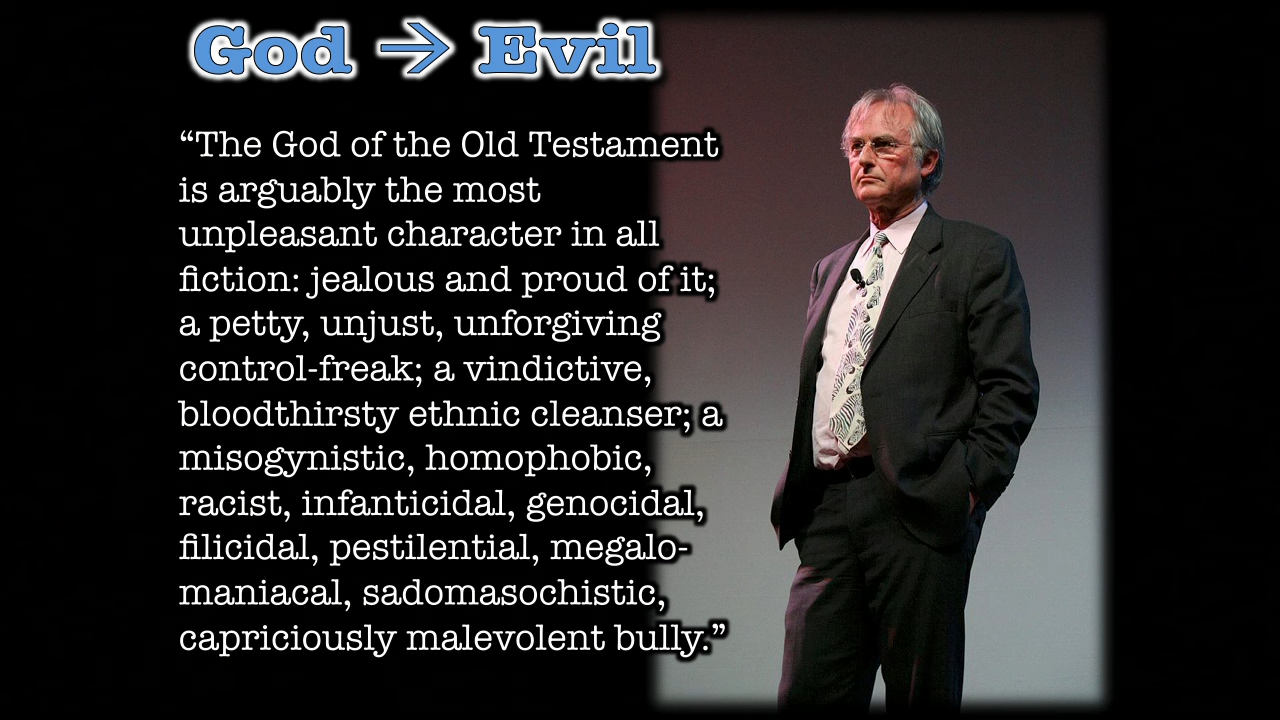 God → Evil
“The God of the Old Testament
is arguably the most
unpleasant character in all
fiction: jealous and proud of it;
a petty, unjust, unforgiving
control-freak; a vindictive,
bloodthirsty ethnic cleanser; a
misogynistic, homophobic,
racist, infanticidal, genocidal,
filicidal, pestilential, megalo-
maniacal, sadomasochistic,
capriciously malevolent bully.”